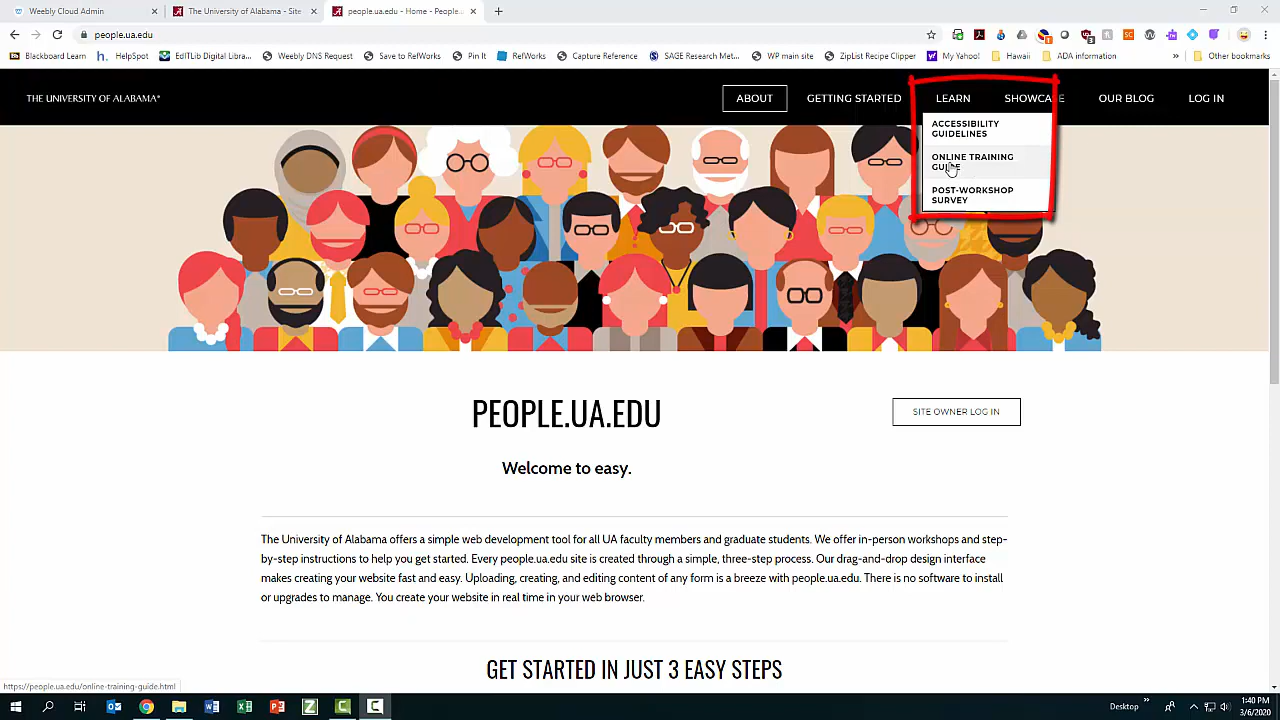 Weebly Cloud Admin
The University of Alabama - Site
people.ua.edu - Home - People.
people.ua.edu
Blackboard Learn
HelpSpot
EdITLib Digital Librar...
Weebly DNS Request
Save to RefWorks
Pin It
RefWorks
Capture Reference
SAGE Research Met...
WP main site
ZipList Recipe Clipper
My Yahoo!
Hawaii
ADA information
Other bookmarks
THE UNIVERSITY OF ALABAMA®
ABOUT
GETTING STARTED
LEARN
SHOWCASE
OUR BLOG
LOG IN
ACCESSIBILITY
GUIDELINES
ONLINE TRAINING
GUIDE
POST-WORKSHOP
SURVEY
PEOPLE.UA.EDU
SITE OWNER LOG IN
Welcome to easy.
The University of Alabama offers a simple web development tool for all UA faculty members and graduate students. We offer in-person workshops and step-
by-step instructions to help you get started. Every people.ua.edu site is created through a simple, three-step process. Our drag-and-drop design interface
makes creating your website fast and easy. Uploading, creating, and editing content of any form is a breeze with people.ua.edu. There is no software to install
or upgrades to manage. You create your website in real time in your web browser.
GET STARTED IN JUST 3 EASY STEPS
https://people.ua.edu/online-training-guide.html
Desktop
1:40 PM
3/6/2020